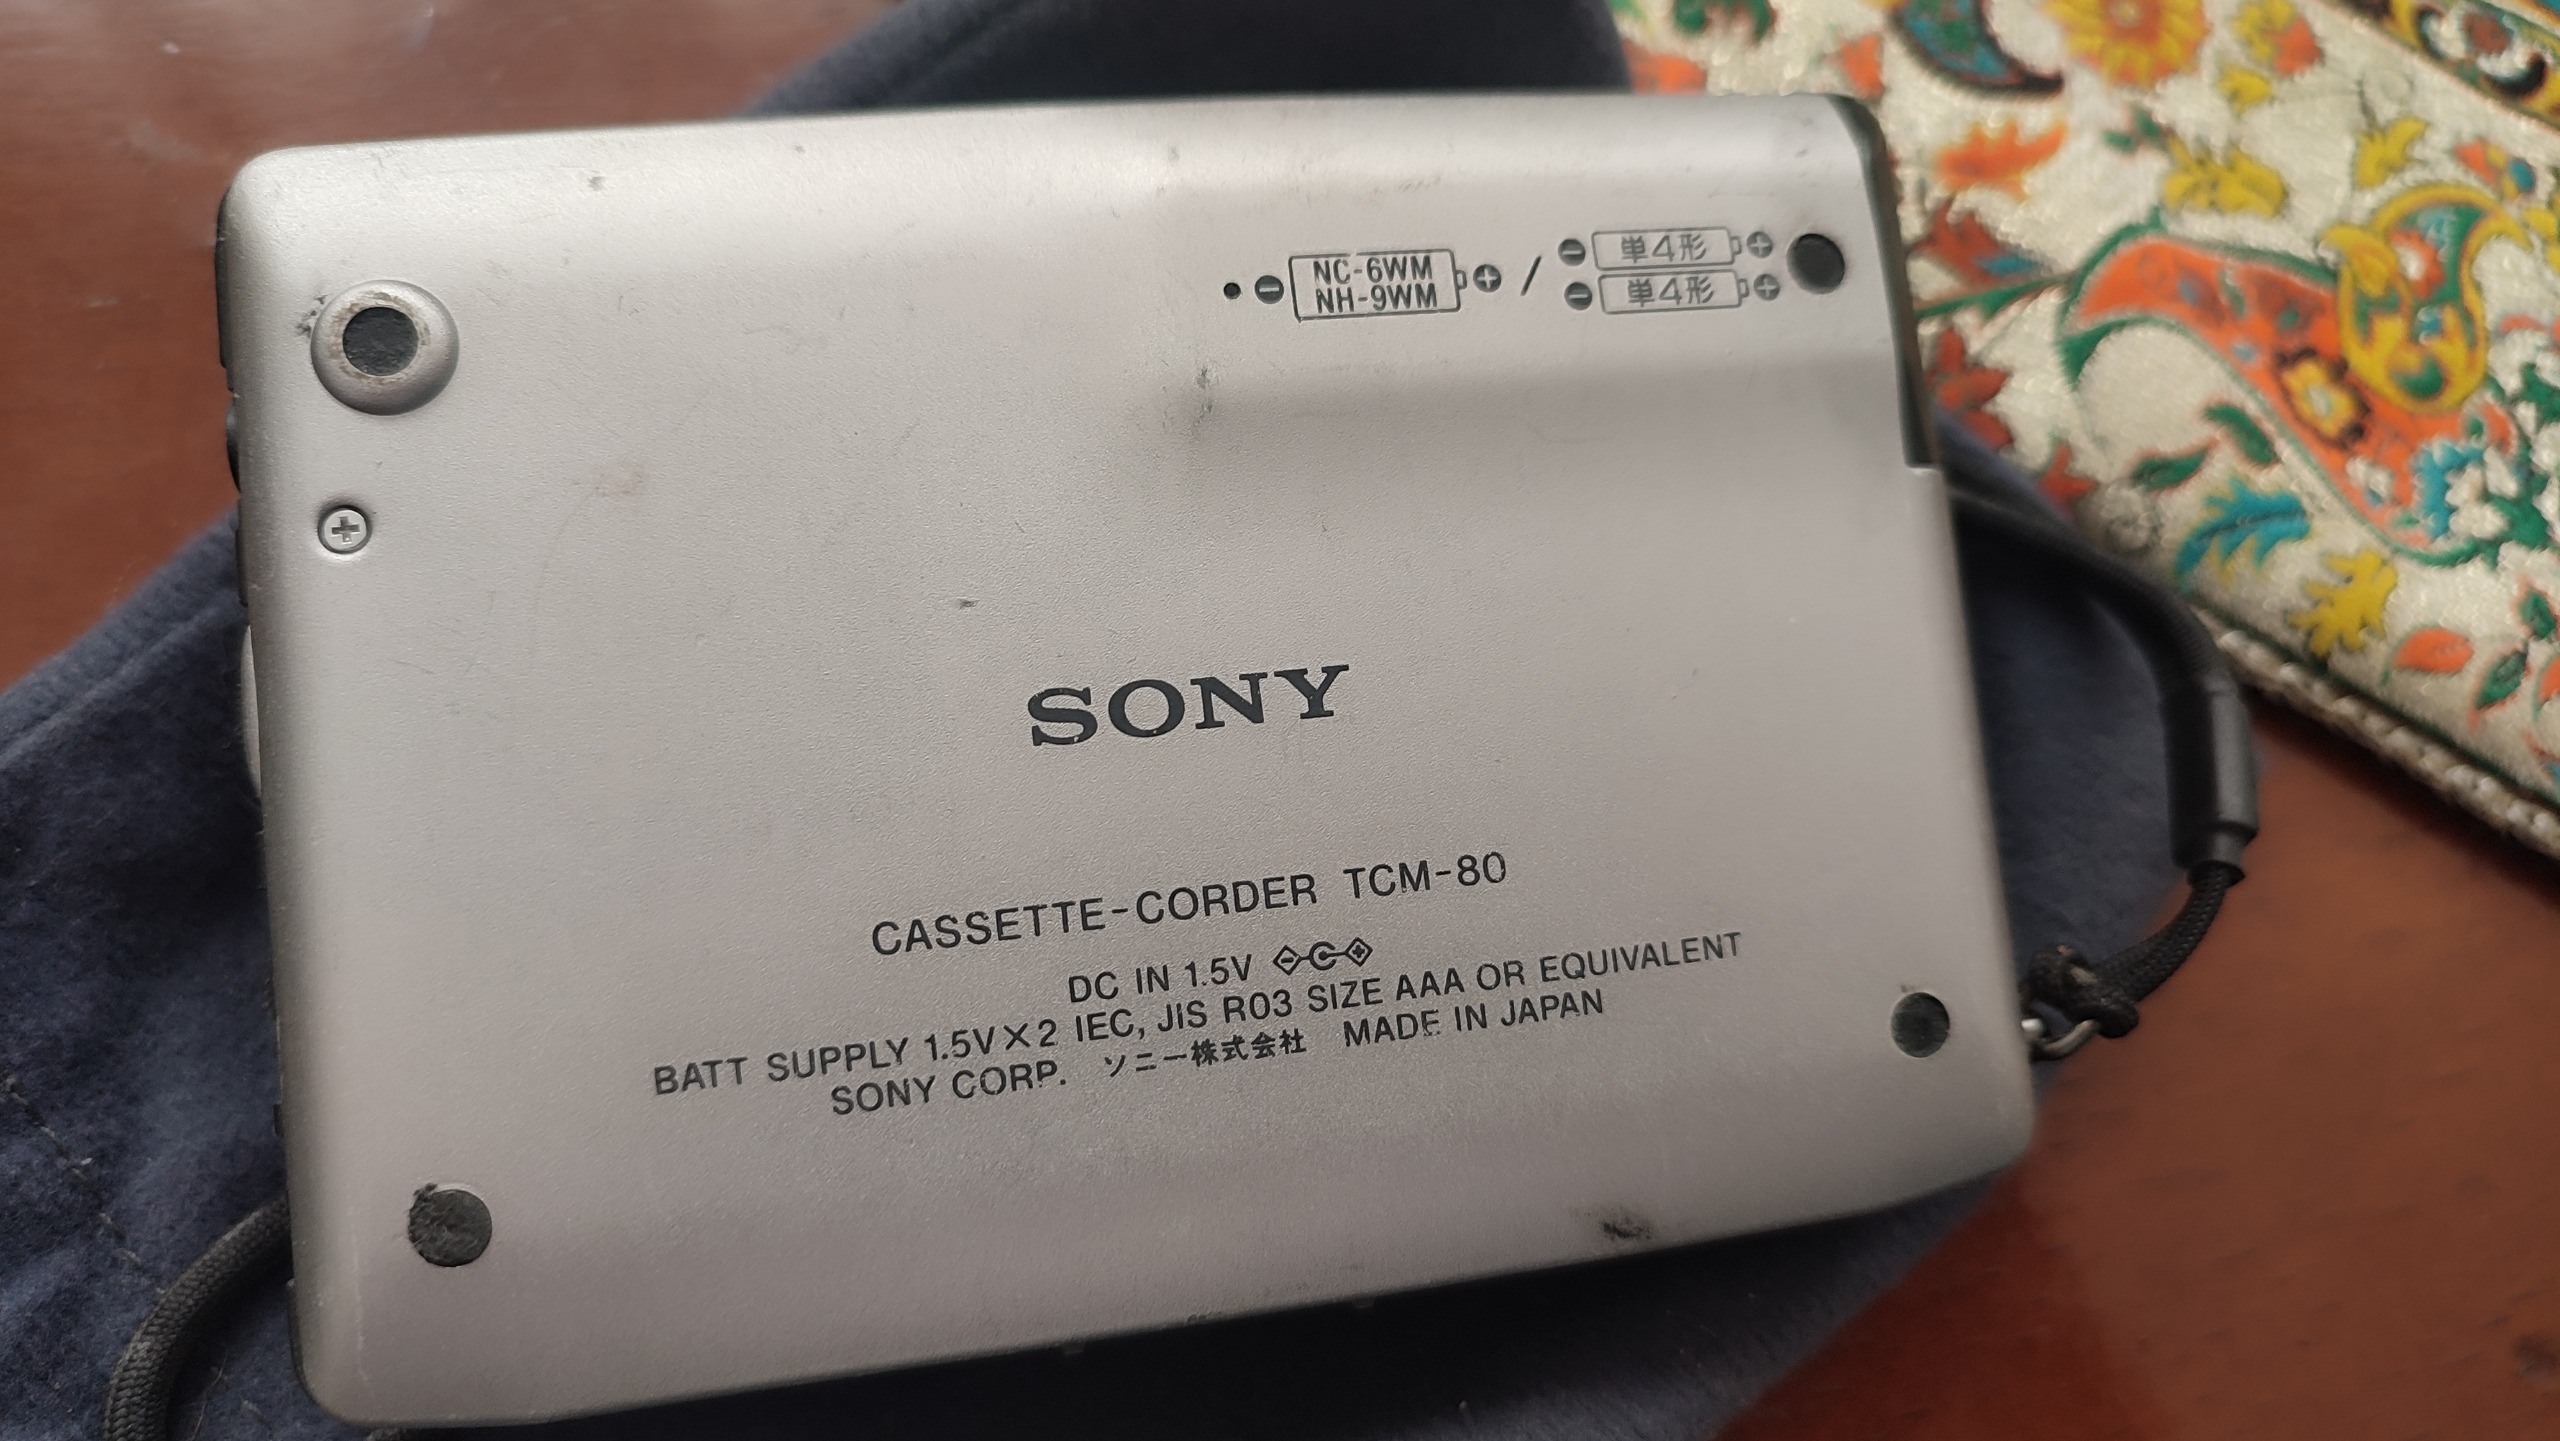 NC-6WM
NH-9WM
/
単4形
単4形
SONY
CASSETTE-CORDER TCM-80
DC IN 1.5V
BATT SUPPLY 1.5V×2 IEC, JIS R03 SIZE AAA OR EQUIVALENT
SONY CORP. ソニー株式会社 MADE IN JAPAN